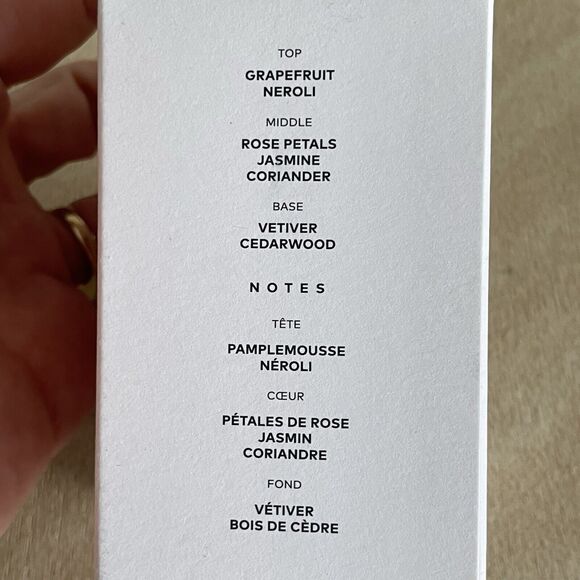 TOP
GRAPEFRUIT
NEROLI
MIDDLE
ROSE PETALS
JASMINE
CORIANDER
BASE
VETIVER
CEDARWOOD
NOTES
TÊTE
PAMPLEMOUSSE
NÉROLI
CŒUR
PÉTALES DE ROSE
JASMIN
CORIANDRE
FOND
VÉTIVER
BOIS DE CÈDRE